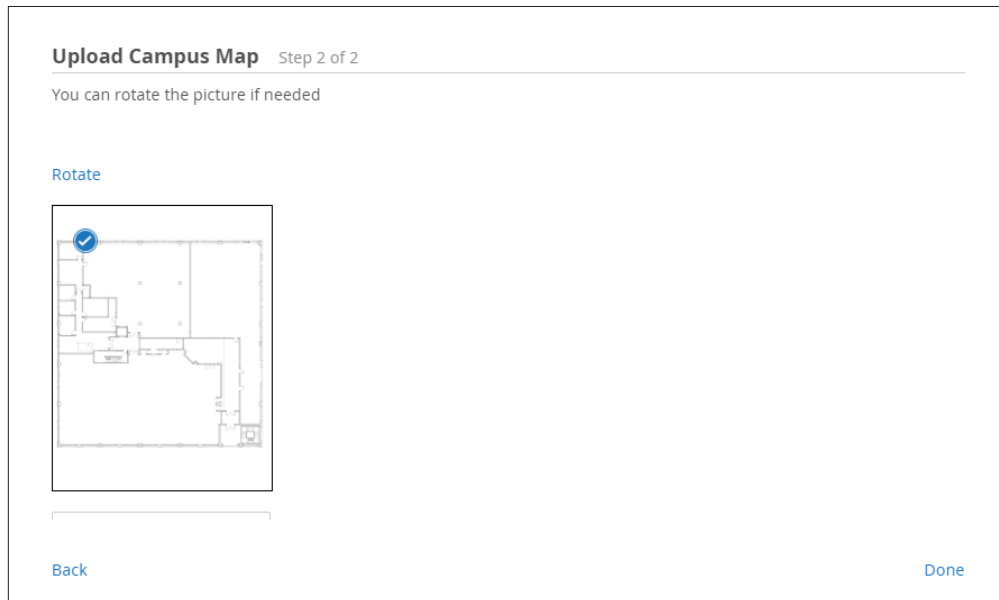 Upload Campus Map Step 2 of 2
You can rotate the picture if needed
Rotate
Back
Done